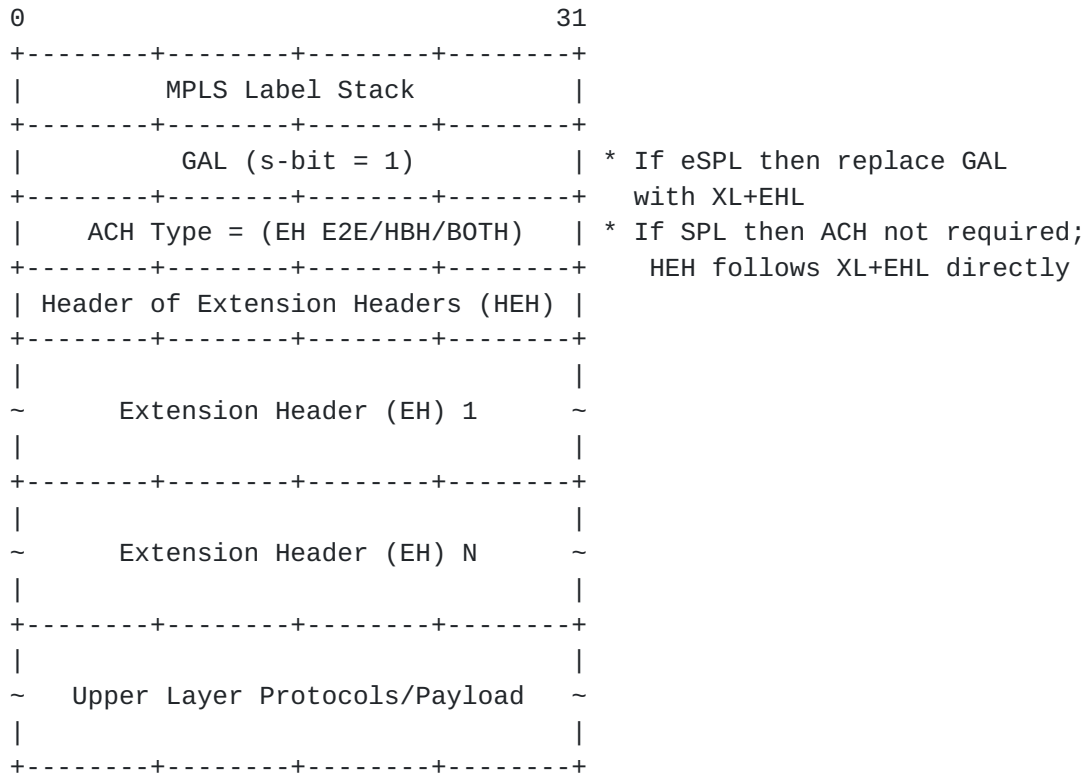 0                                  31
+--------+--------+--------+--------+
|          MPLS Label Stack          |
+--------+--------+--------+--------+
|           GAL (s-bit = 1)          | * If eSPL then replace GAL
+--------+--------+--------+--------+   with XL+EHL
|     ACH Type = (EH E2E/HBH/BOTH)   | * If SPL then ACH not required;
+--------+--------+--------+--------+    HEH follows XL+EHL directly
| Header of Extension Headers (HEH) |
+--------+--------+--------+--------+
|                                   |
~       Extension Header (EH) 1      ~
|                                   |
+--------+--------+--------+--------+
|                                   |
~       Extension Header (EH) N      ~
|                                   |
+--------+--------+--------+--------+
|                                   |
~    Upper Layer Protocols/Payload   ~
|                                   |
+--------+--------+--------+--------+